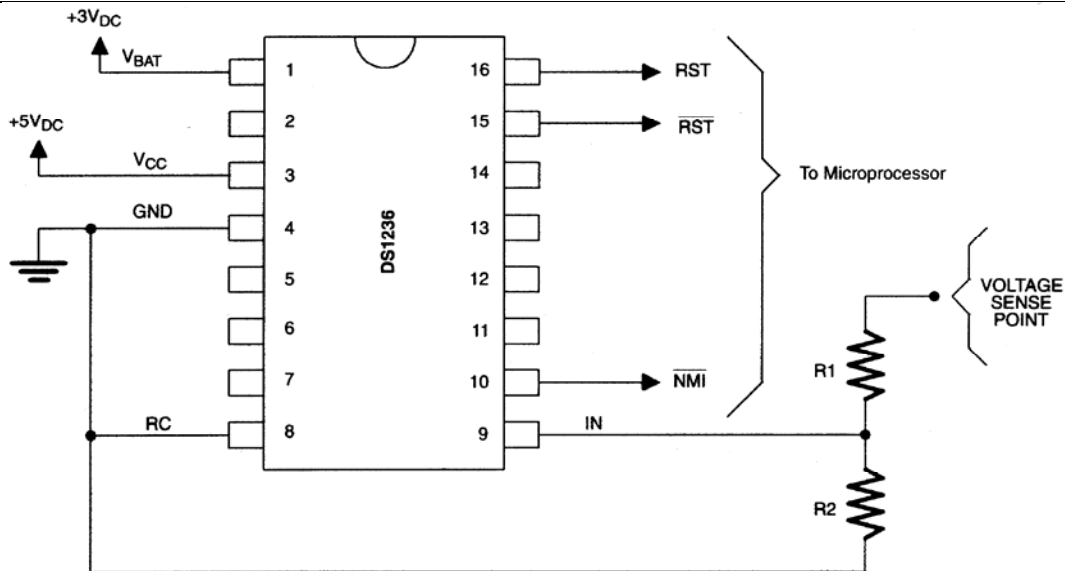 +3VDC
VBAT
1
16
RST
2
15
RST
+5VDC
VCC
3
14
To Microprocessor
GND
4
13
DS1236
5
12
VOLTAGE
SENSE
POINT
6
11
R1
7
10
NMI
RC
8
9
IN
R2